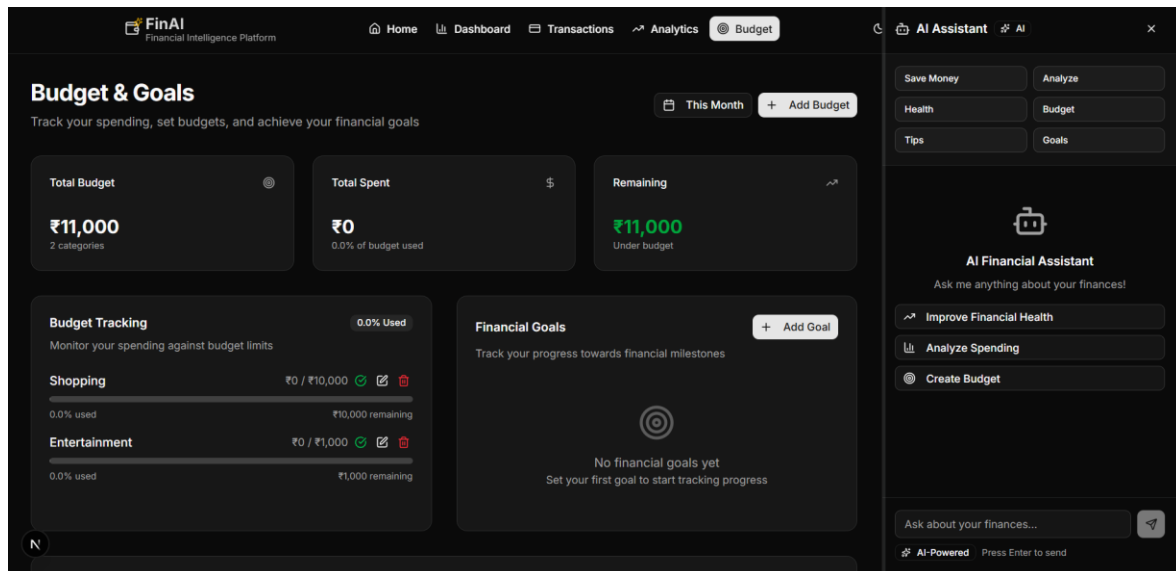 FinAI
Financial Intelligence Platform
Home
Dashboard
Transactions
Analytics
Budget
AI Assistant
AI
Save Money
Analyze
Health
Budget
Tips
Goals
Budget & Goals
Track your spending, set budgets, and achieve your financial goals
This Month
+ Add Budget
Total Budget
₹11,000
2 categories
Total Spent
$
₹0
0.0% of budget used
Remaining
₹11,000
Under budget
Budget Tracking
0.0% Used
Monitor your spending against budget limits
Shopping
₹0 / ₹10,000
0.0% used
₹10,000 remaining
Entertainment
₹0 / ₹1,000
0.0% used
₹1,000 remaining
Financial Goals
+ Add Goal
Track your progress towards financial milestones
No financial goals yet
Set your first goal to start tracking progress
AI Financial Assistant
Ask me anything about your finances!
Improve Financial Health
Analyze Spending
Create Budget
Ask about your finances...
AI-Powered
Press Enter to send
N